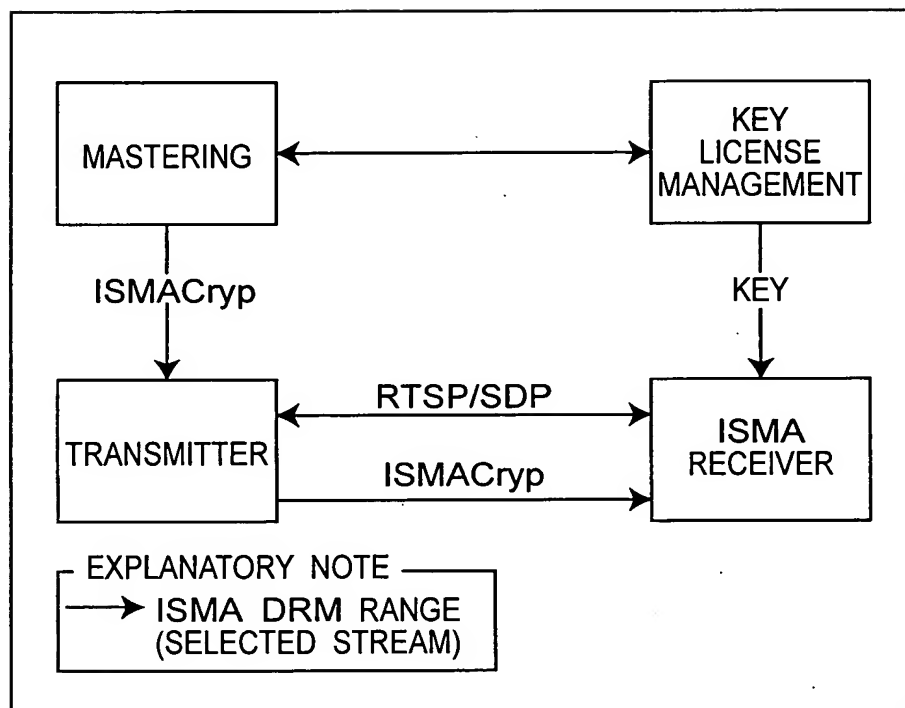 MASTERING
KEY
LICENSE
MANAGEMENT
ISMACryp
KEY
RTSP/SDP
TRANSMITTER
ISMA
RECEIVER
ISMACryp
EXPLANATORY NOTE
ISMA DRM RANGE
(SELECTED STREAM)